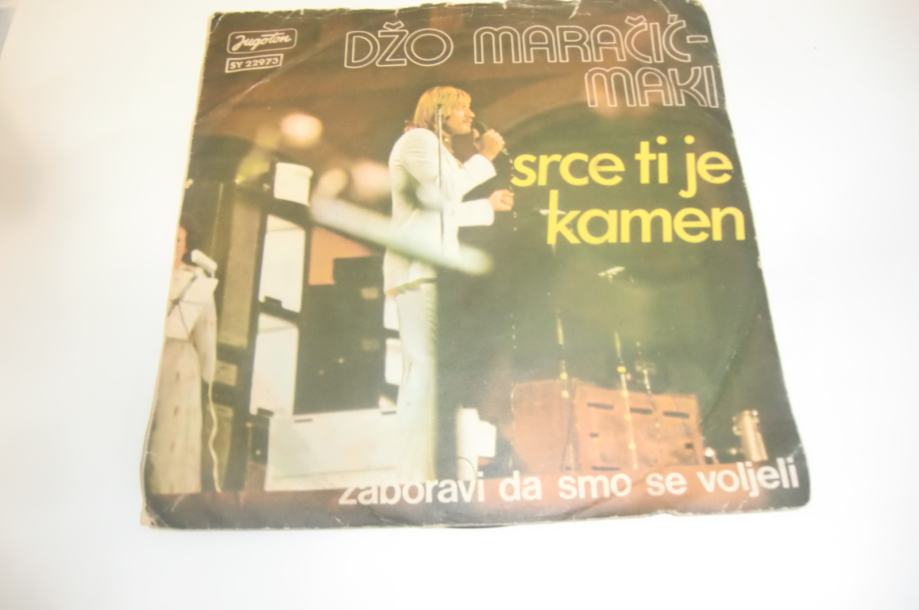 Jugoton
SY 22973
DŽO MARAČIĆ-
MAKI
srce ti je
kamen
zaboravi da smo se voljeli